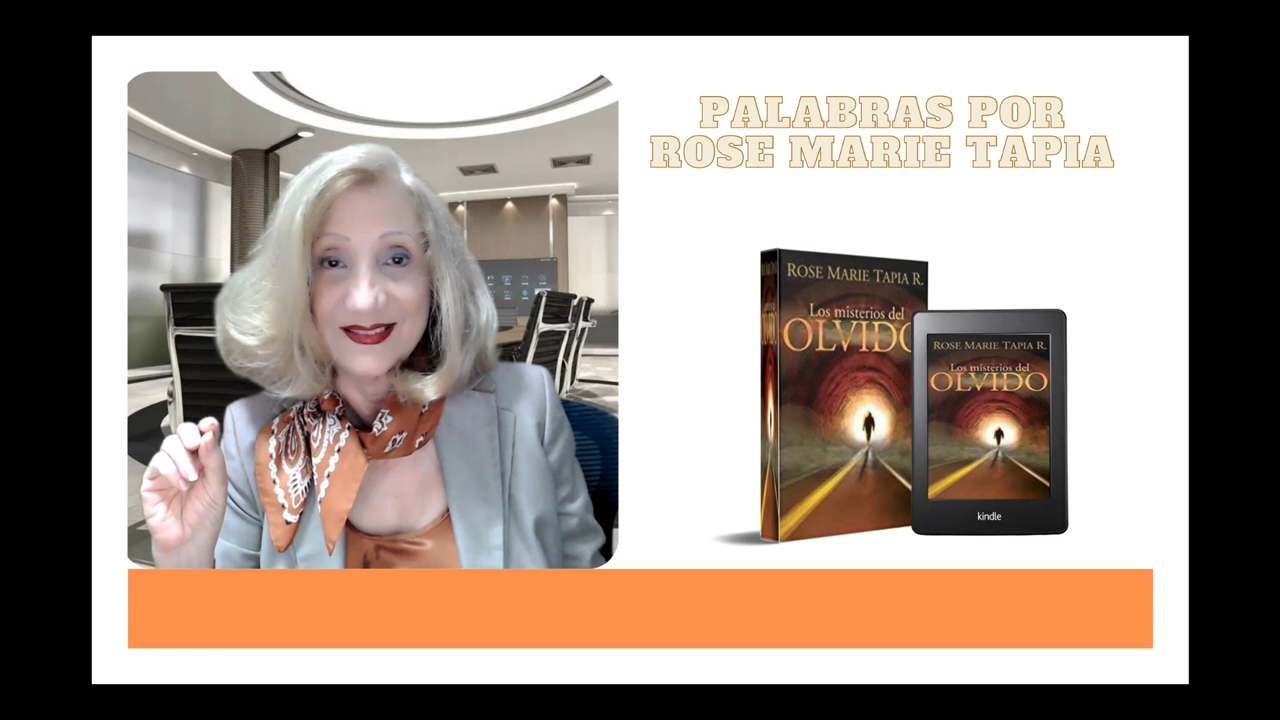 PALABRAS POR
ROSE MARIE TAPIA
ROSE MARIE TAPIA R.
Los misterios del
OLVIDO
ROSE MARIE TAPIA R.
Los misterios del
OLVIDO
kindle